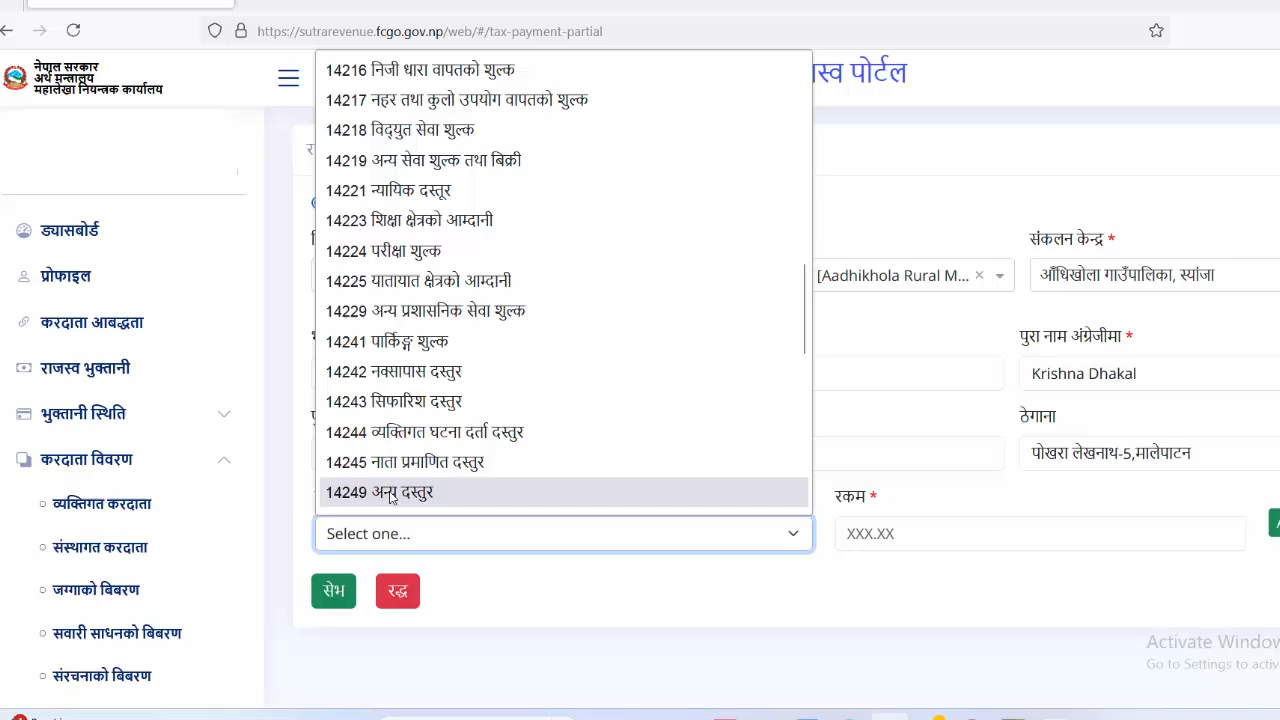 https://sutrarevenue.fcgo.gov.np/web/#/tax-payment-partial
नेपाल सरकार
अर्थ मन्त्रालय
महालेखा नियन्त्रक कार्यालय
स्व पोर्टल
ड्यासबोर्ड
प्रोफाइल
करदाता आबद्धता
राजस्व भुक्तानी
भुक्तानी स्थिति
करदाता विवरण
व्यक्तिगत करदाता
संस्थागत करदाता
जग्गाको बिबरण
सवारी साधनको बिबरण
संरचनाको बिबरण
14216 निजी धारा वापतको शुल्क
14217 नहर तथा कुलो उपयोग वापतको शुल्क
14218 विद्युत सेवा शुल्क
14219 अन्य सेवा शुल्क तथा बिक्री
14221 न्यायिक दस्तूर
14223 शिक्षा क्षेत्रको आम्दानी
14224 परीक्षा शुल्क
14225 यातायात क्षेत्रको आम्दानी
14229 अन्य प्रशासनिक सेवा शुल्क
14241 पार्किङ्ग शुल्क
14242 नक्सापास दस्तुर
14243 सिफारिश दस्तुर
14244 व्यक्तिगत घटना दर्ता दस्तुर
14245 नाता प्रमाणित दस्तुर
14249 अन्य दस्तुर
Select one...
संकलन केन्द्र *
[Aadhikhola Rural M... ×
आँधिखोला गाउँपालिका, स्यांजा
पुरा नाम अंग्रेजीमा *
Krishna Dhakal
ठेगाना
पोखरा लेखनाथ-5,मालेपाटन
रकम *
XXX.XX
सेभ
रद्ध
Activate Window
Go to Settings to activ